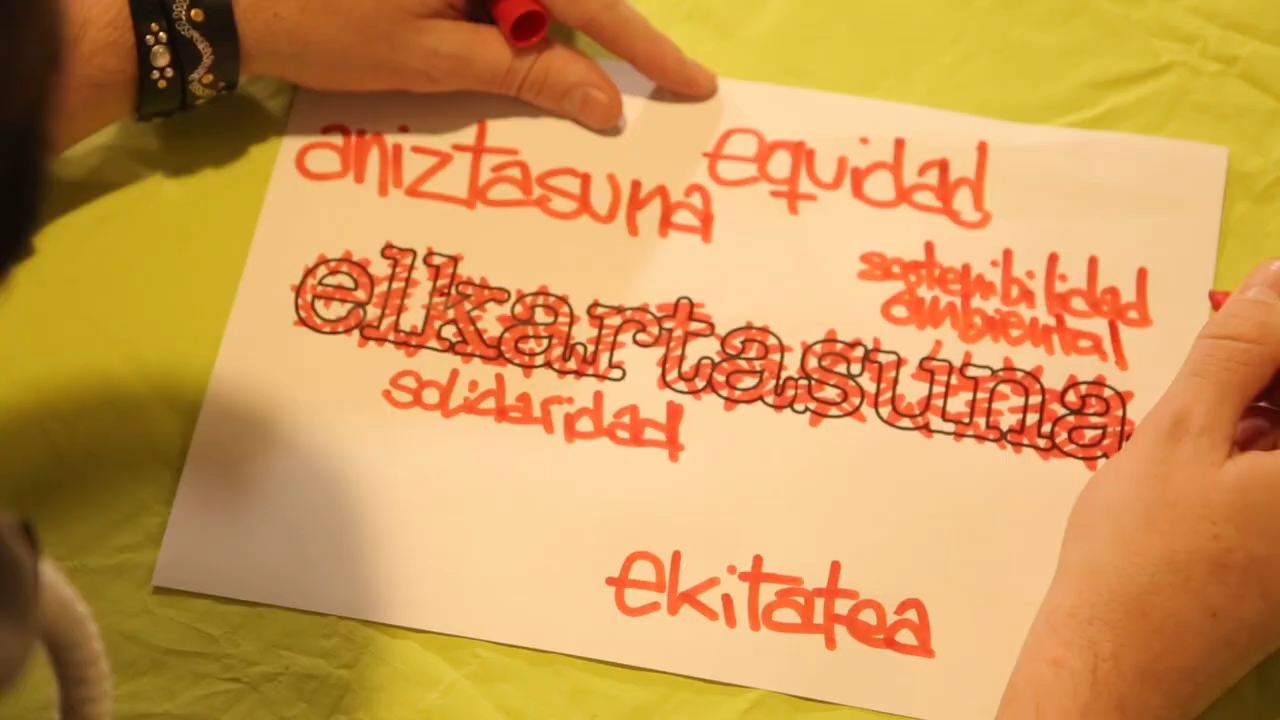 aniztasuna
equidad
sostenibilidad
ambiental
elkartasuna
solidaridad
ekitatea